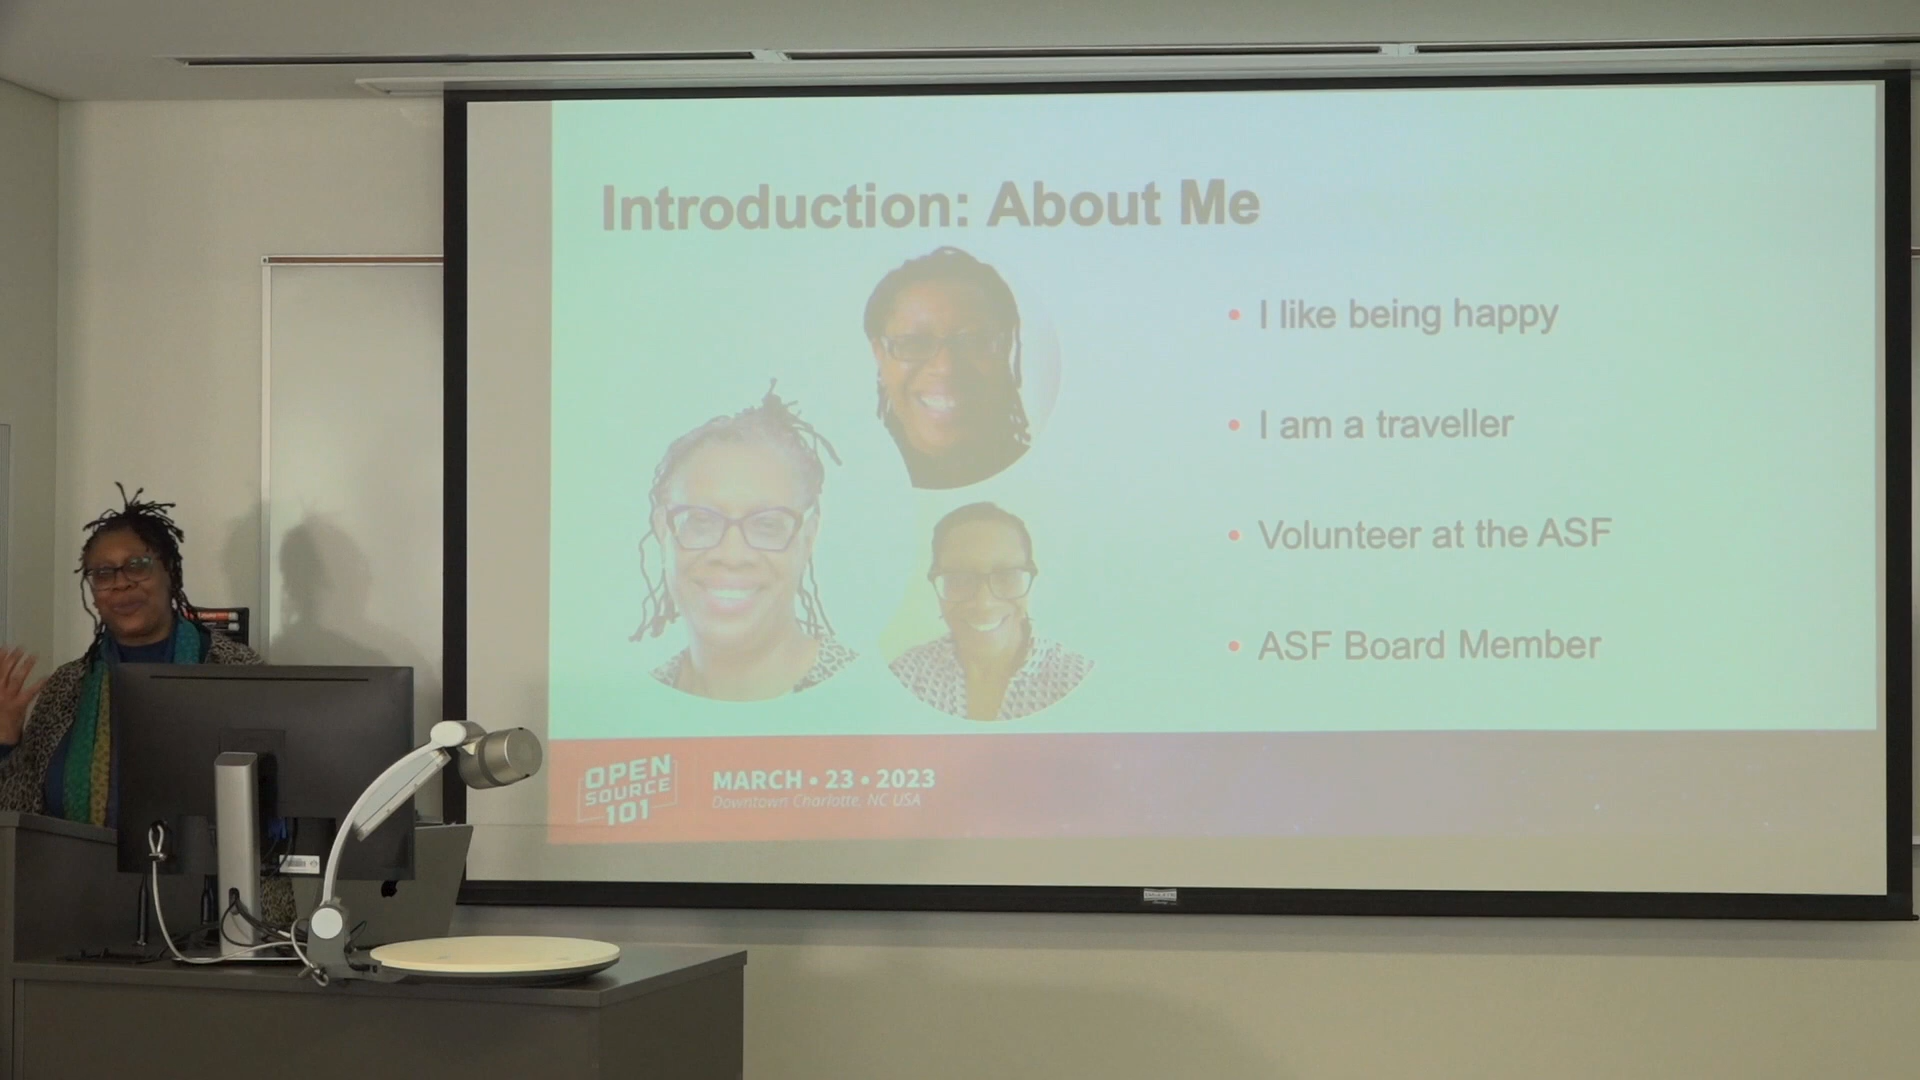 Introduction: About Me
• I like being happy
• I am a traveller
• Volunteer at the ASF
• ASF Board Member
OPEN
SOURCE
101
MARCH • 23 • 2023
Downtown Charlotte, NC USA